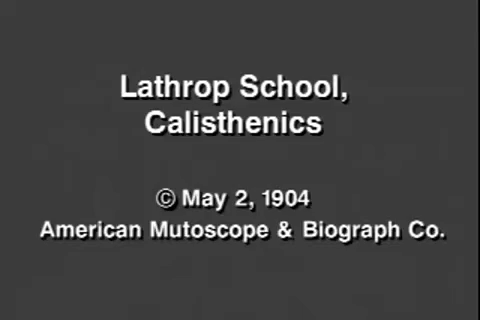 Lathrop School,
Calisthenics
© May 2, 1904
American Mutoscope & Biograph Co.